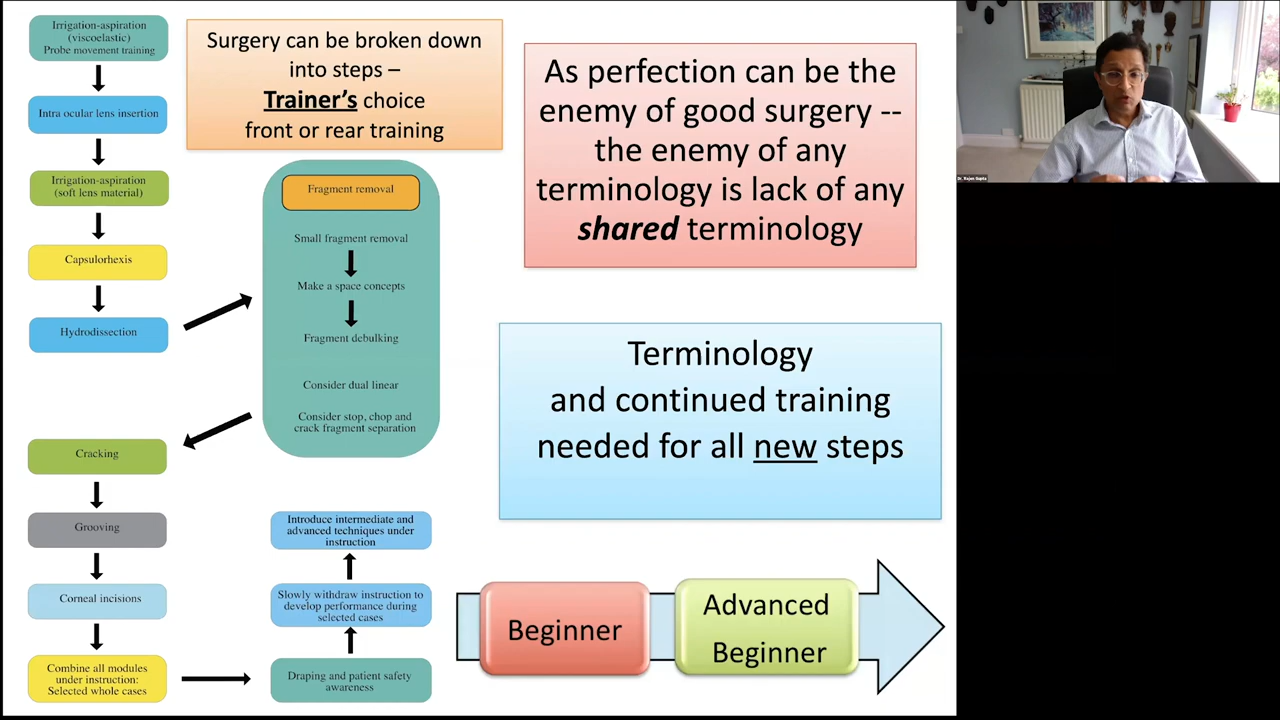 Irrigation-aspiration
(viscoelastic)
Probe movement training
Intra ocular lens insertion
Irrigation-aspiration
(soft lens material)
Capsulorhexis
Hydrodissection
Surgery can be broken down
into steps –
Trainer's choice
front or rear training
Fragment removal
Small fragment removal
Make a space concepts
Fragment debulking
Consider dual linear
Consider stop, chop and
crack fragment separation
Cracking
Grooving
Corneal incisions
Combine all modules
under instruction:
Selected whole cases
Draping and patient safety
awareness
Slowly withdraw instruction to
develop performance during
selected cases
Introduce intermediate and
advanced techniques under
instruction
As perfection can be the
enemy of good surgery --
the enemy of any
terminology is lack of any
shared terminology
Terminology
and continued training
needed for all new steps
Beginner
Advanced
Beginner
Dr. Rajen Gupta